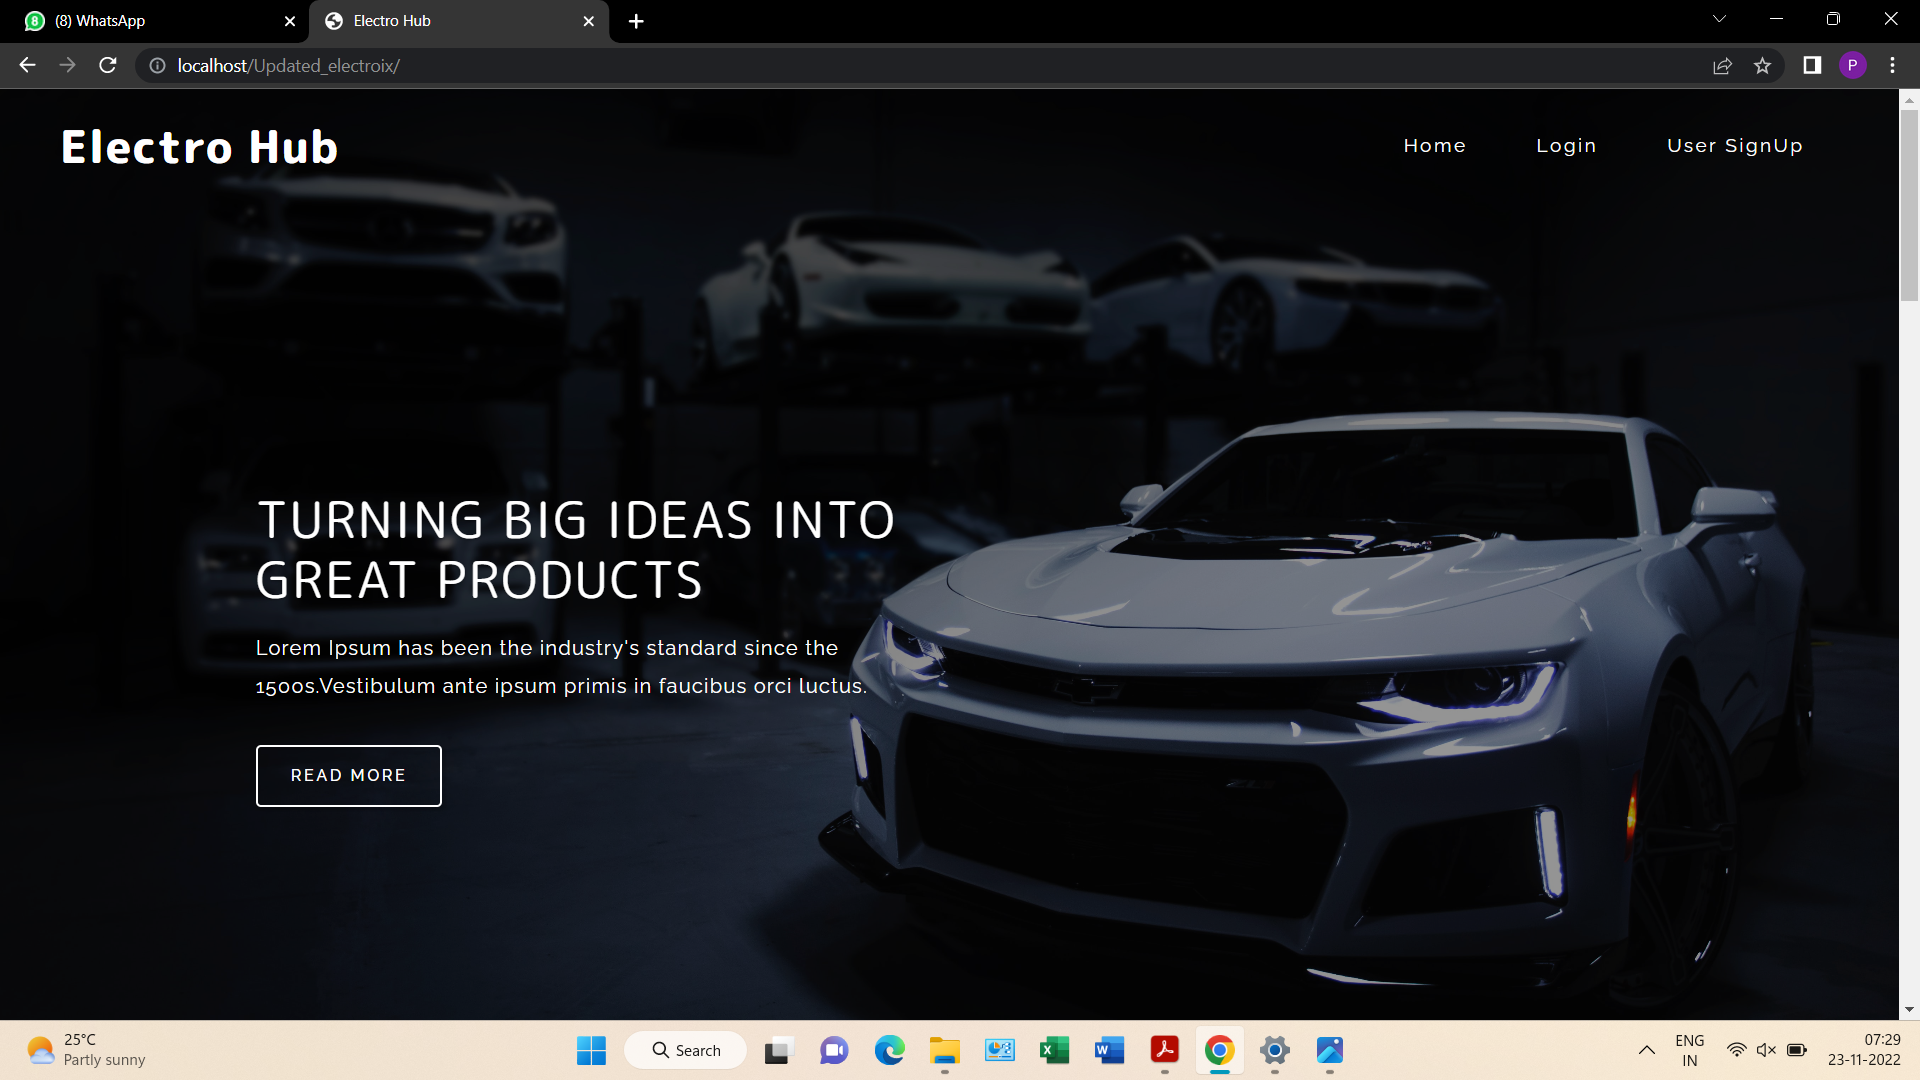 (8) WhatsApp
Electro Hub
localhost/Updated_electroix/
P
Electro Hub
Home
Login
User SignUp
TURNING BIG IDEAS INTO
GREAT PRODUCTS
Lorem Ipsum has been the industry's standard since the
1500s.Vestibulum ante ipsum primis in faucibus orci luctus.
READ MORE
25°C
Partly sunny
Search
ENG
IN
07:29
23-11-2022